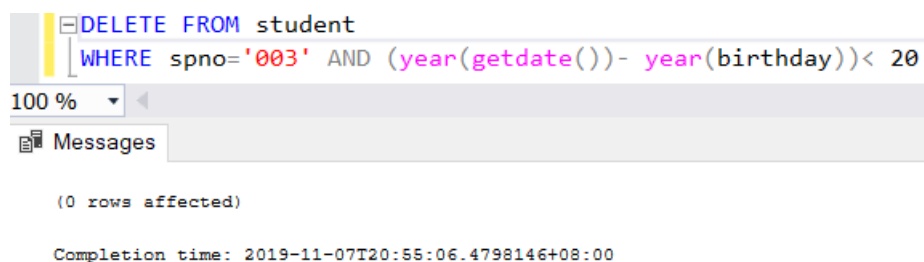 DELETE FROM student
WHERE spno='003' AND (year(getdate())- year(birthday))< 20
100 %
Messages
(0 rows affected)
Completion time: 2019-11-07T20:55:06.4798146+08:00